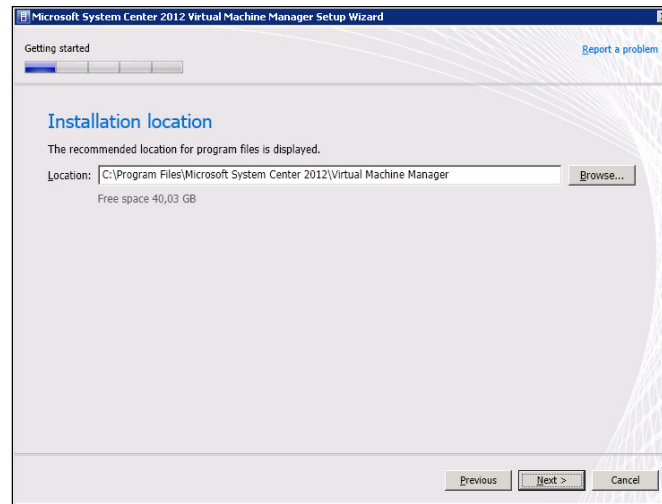 Microsoft System Center 2012 Virtual Machine Manager Setup Wizard
Getting started
Report a problem
Installation location
The recommended location for program files is displayed.
Location: C:\Program Files\Microsoft System Center 2012\Virtual Machine Manager Browse...
Free space 40,03 GB
Previous Next > Cancel